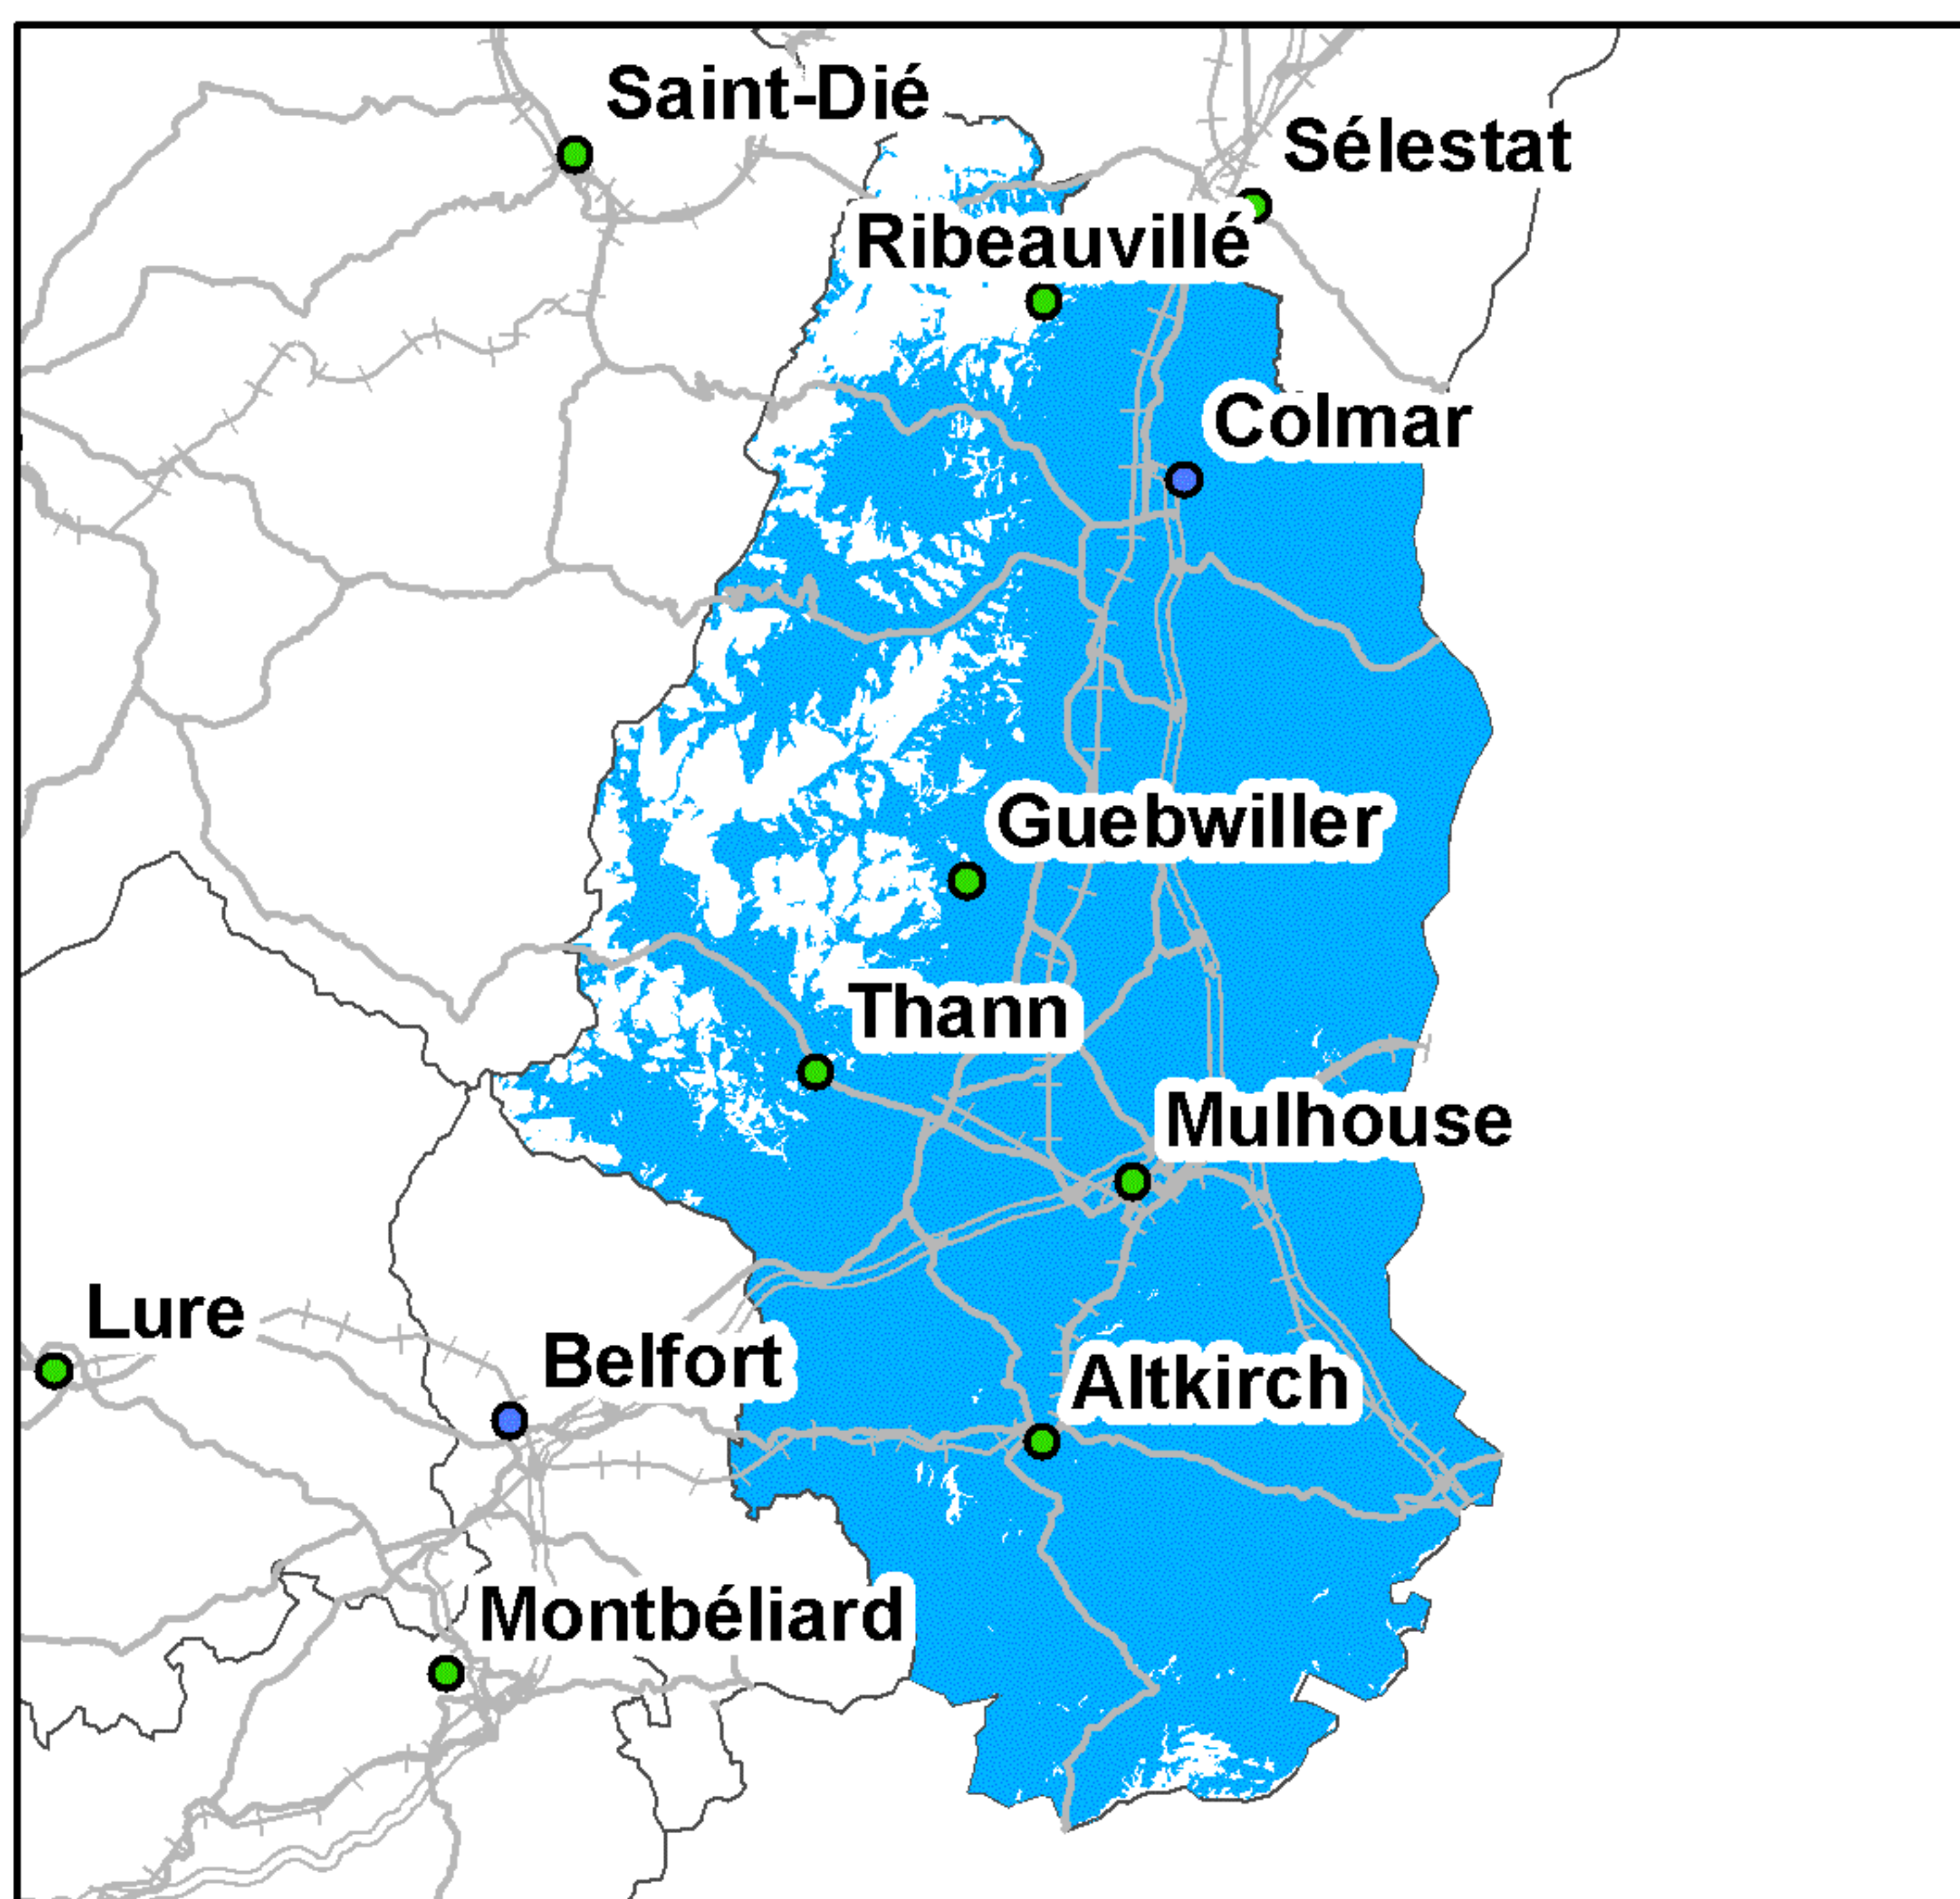 Saint-Dié
Sélestat
Ribeauvillé
Colmar
Guebwiller
Thann
Mulhouse
Lure
Belfort
Altkirch
Montbéliard